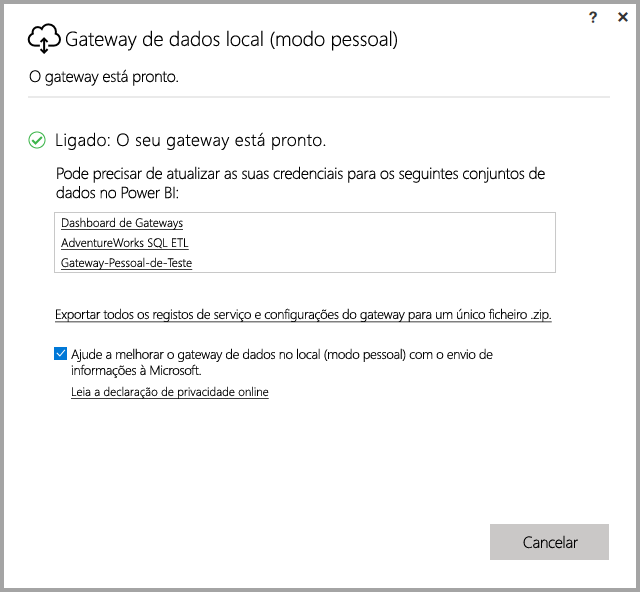 ? ✕
Gateway de dados local (modo pessoal)
O gateway está pronto.
Ligado: O seu gateway está pronto.
Pode precisar de atualizar as suas credenciais para os seguintes conjuntos de
dados no Power BI:
Dashboard de Gateways
AdventureWorks SQL ETL
Gateway-Pessoal-de-Teste
Exportar todos os registos de serviço e configurações do gateway para um único ficheiro .zip.
Ajude a melhorar o gateway de dados no local (modo pessoal) com o envio de
informações à Microsoft.
Leia a declaração de privacidade online
Cancelar